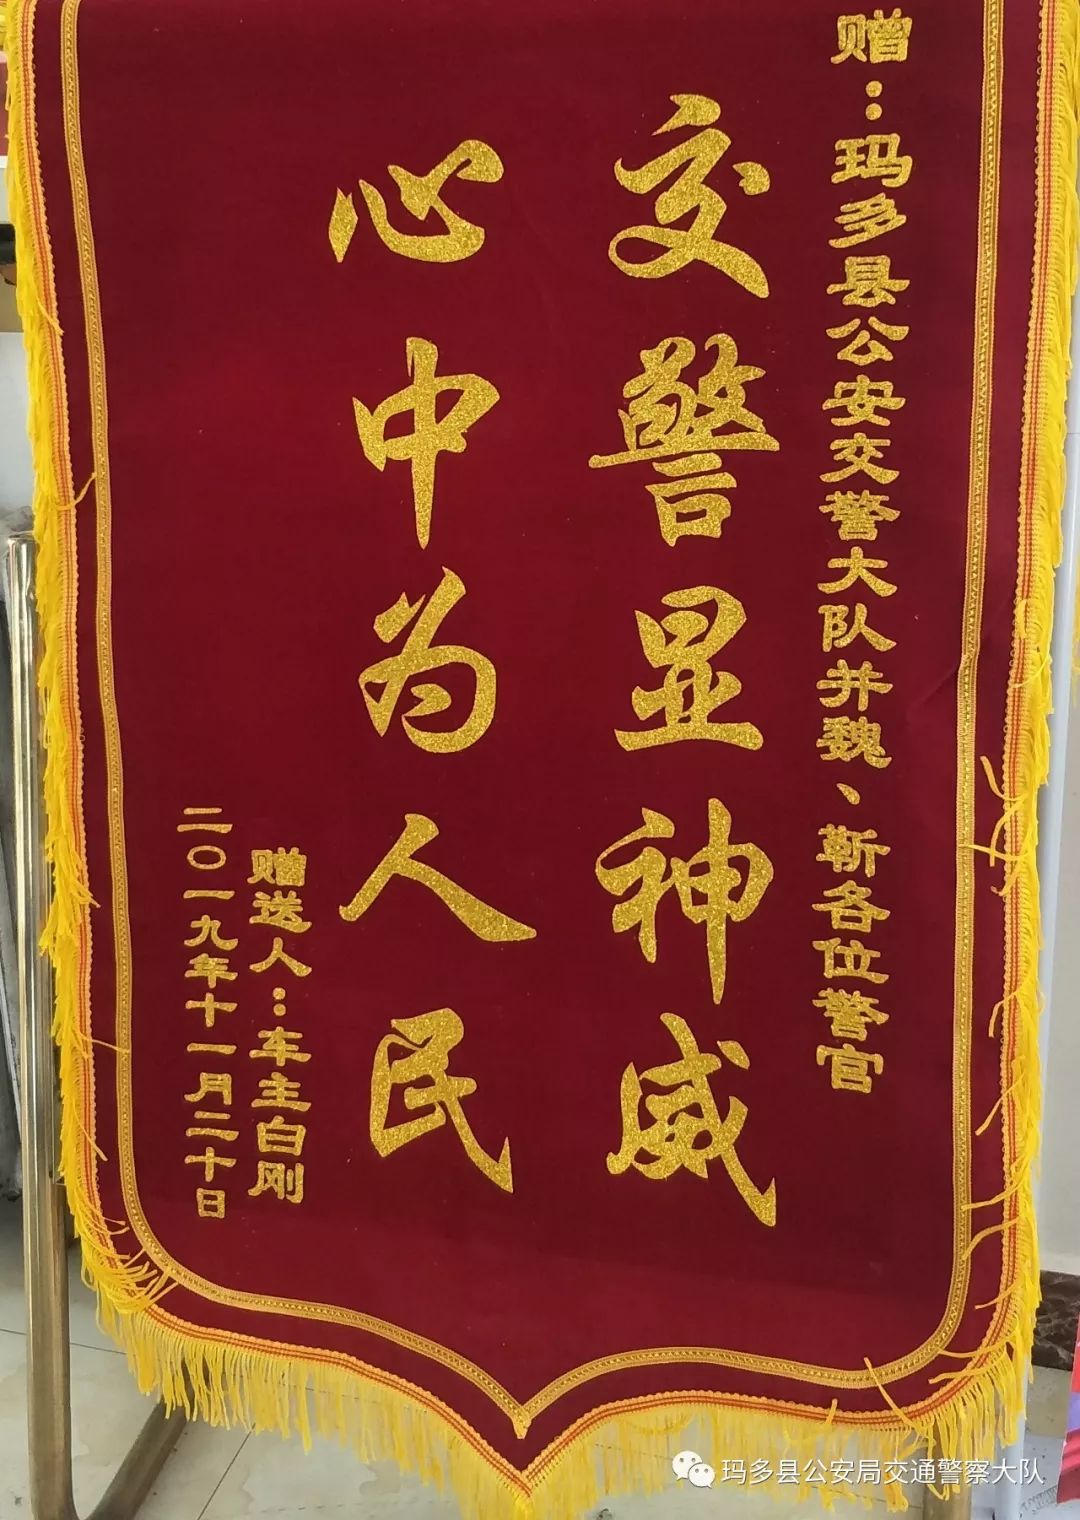 赠：玛多县公安交警大队并魏、靳各位警官
交警显神威
心中为人民
赠送人：车主白刚
二〇一九年十一月二十日
玛多县公安局交通警察大队